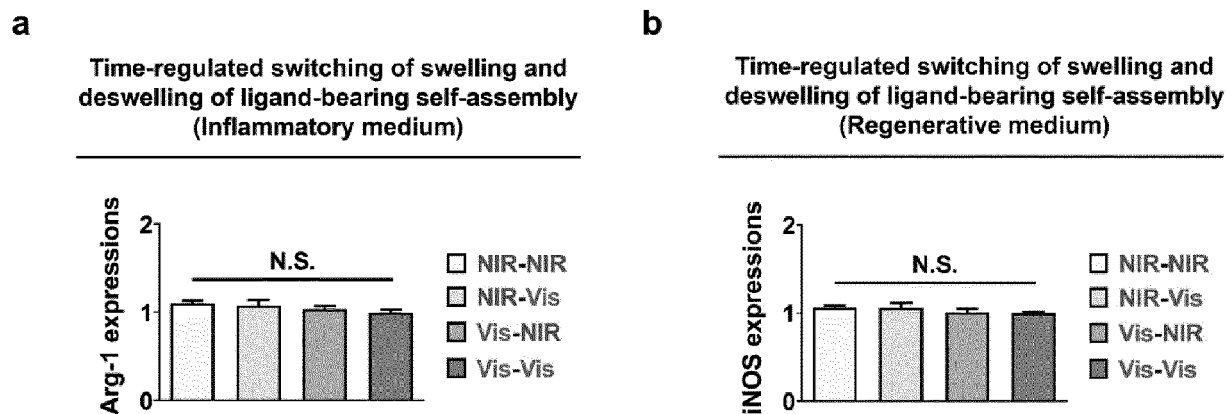 a
Time-regulated switching of swelling and
deswelling of ligand-bearing self-assembly
(Inflammatory medium)
Arg-1 expressions
2
1
0
N.S.
NIR-NIR
NIR-Vis
Vis-NIR
Vis-Vis
b
Time-regulated switching of swelling and
deswelling of ligand-bearing self-assembly
(Regenerative medium)
iNOS expressions
2
1
0
N.S.
NIR-NIR
NIR-Vis
Vis-NIR
Vis-Vis